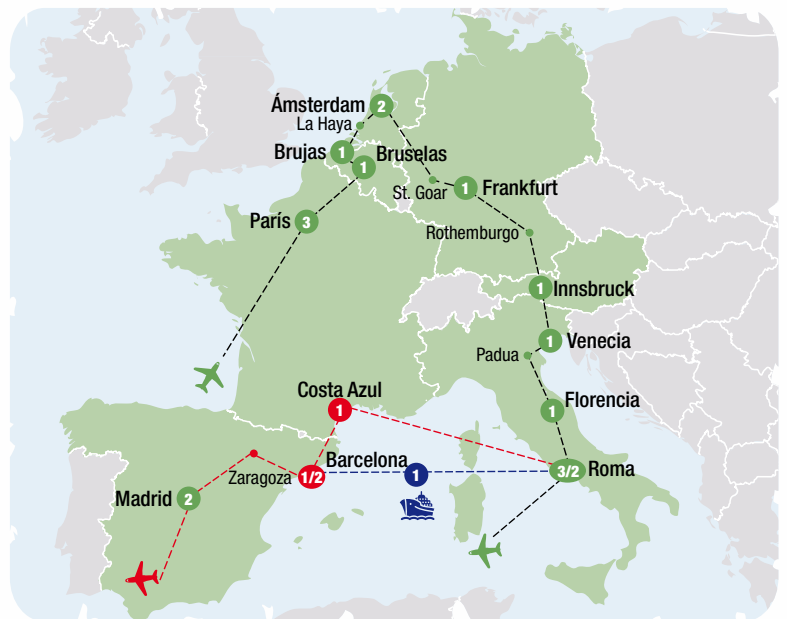 Ámsterdam
2
La Haya
Brujas
1
Bruselas
1
St. Goar
1
Frankfurt
París
3
Rothemburgo
1
Innsbruck
1
Venecia
Padua
Costa Azul
1
1
Florencia
Barcelona
Zaragoza
1/2
1
3/2
Roma
Madrid
2